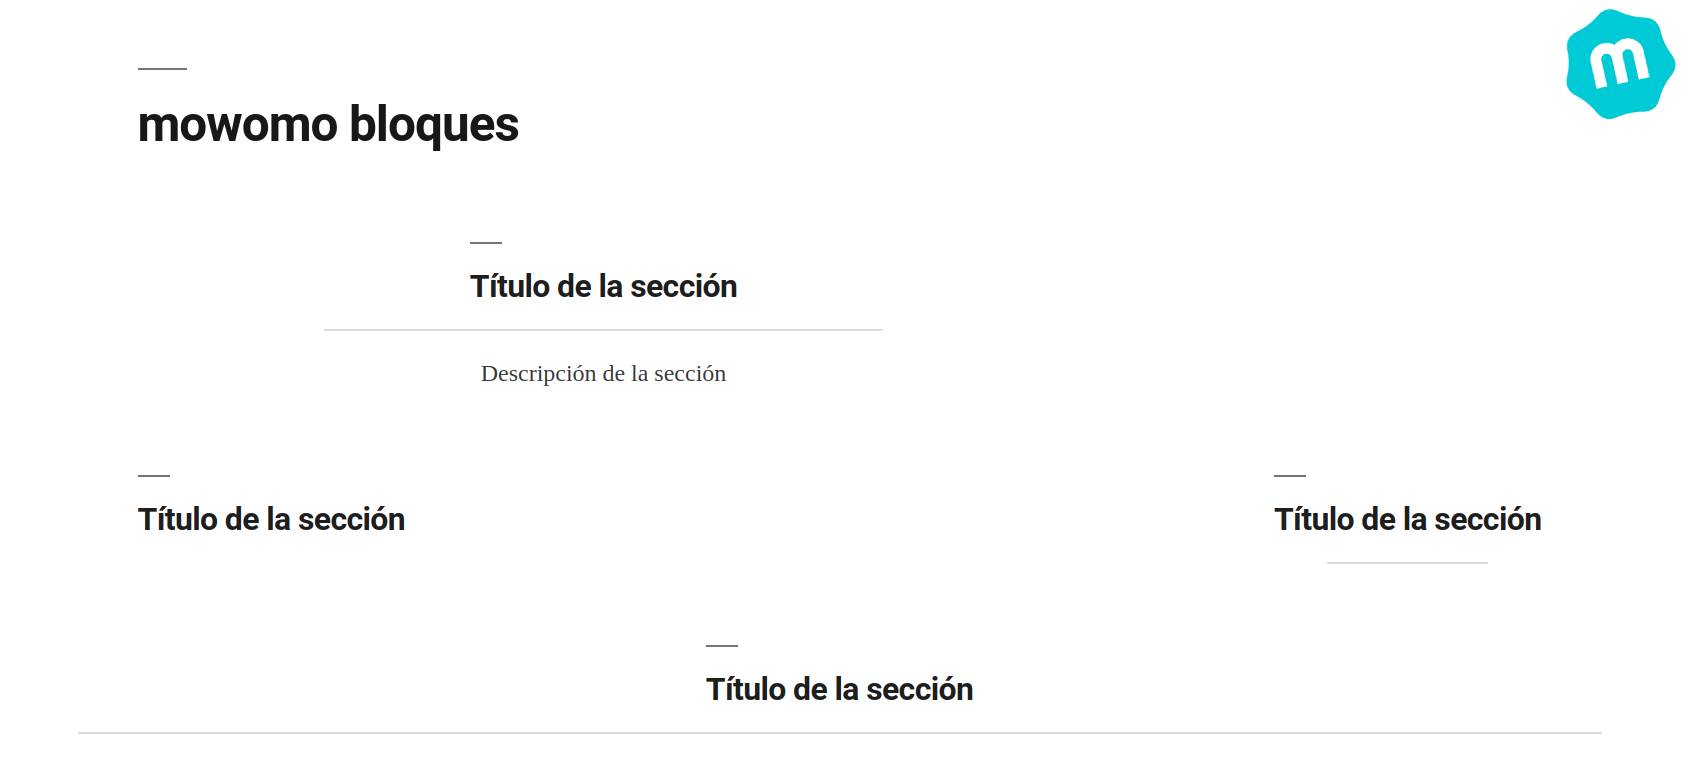 m
mowomo bloques
Título de la sección
Descripción de la sección
Título de la sección
Título de la sección
Título de la sección